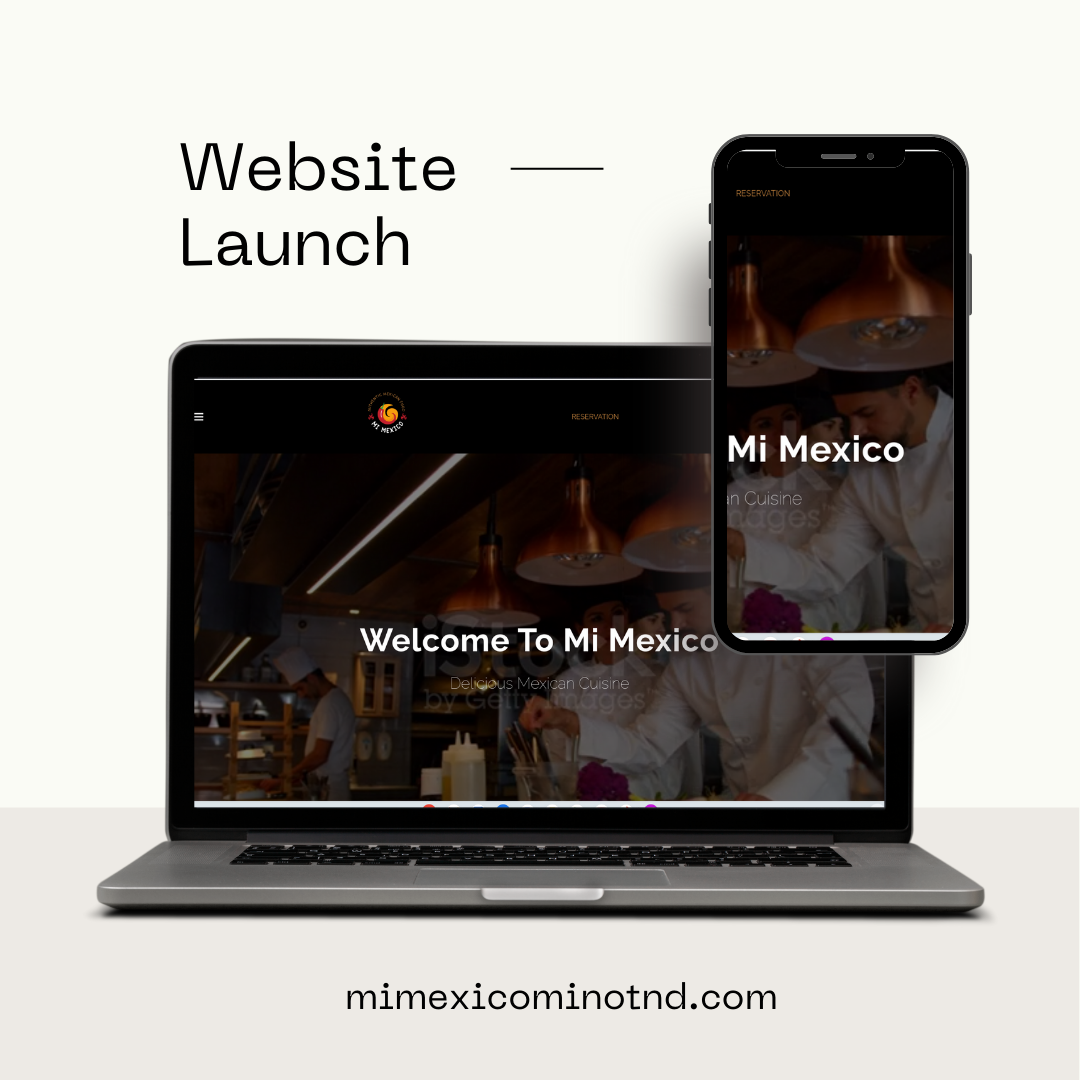 Website
Launch
RESERVATION
Mi Mexico
an Cuisine
mages
MI MEXICO
RESERVATION
iStock
Welcome To Mi Mexico
Delicious Mexican Cuisine
by Getty Images
mimexicominotnd.com